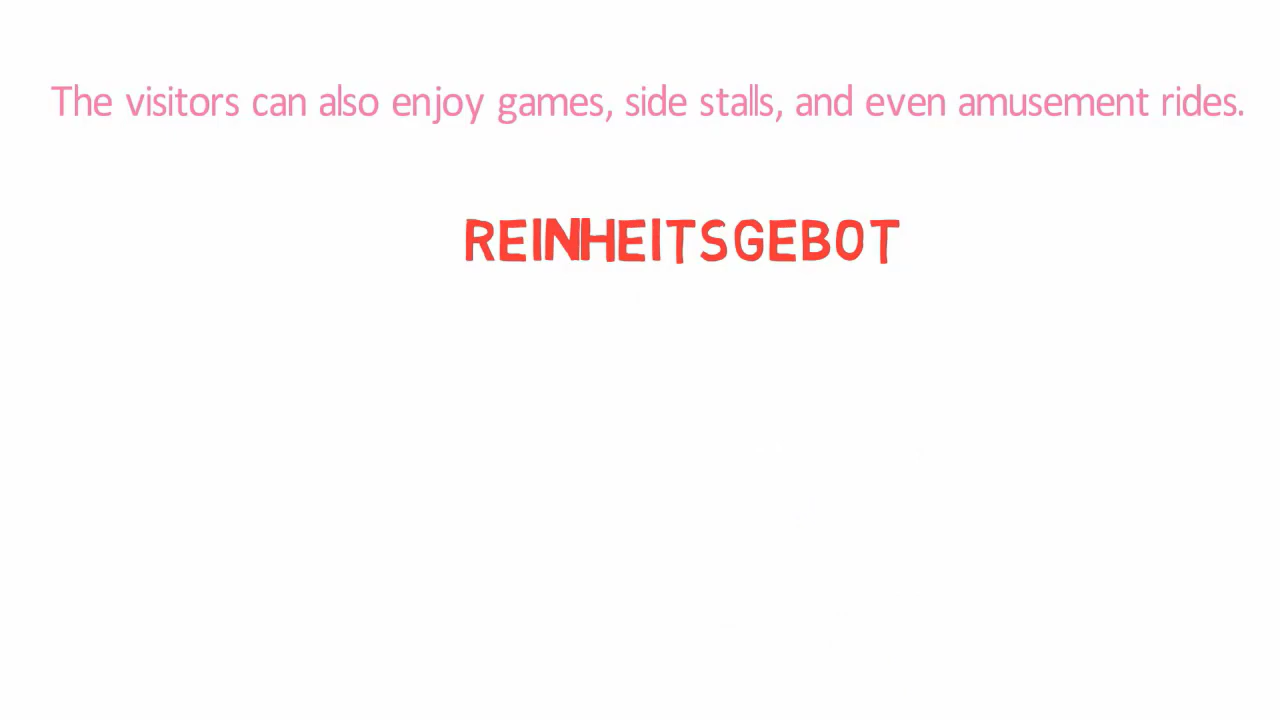 The visitors can also enjoy games, side stalls, and even amusement rides.
REINHEITSGEBOT